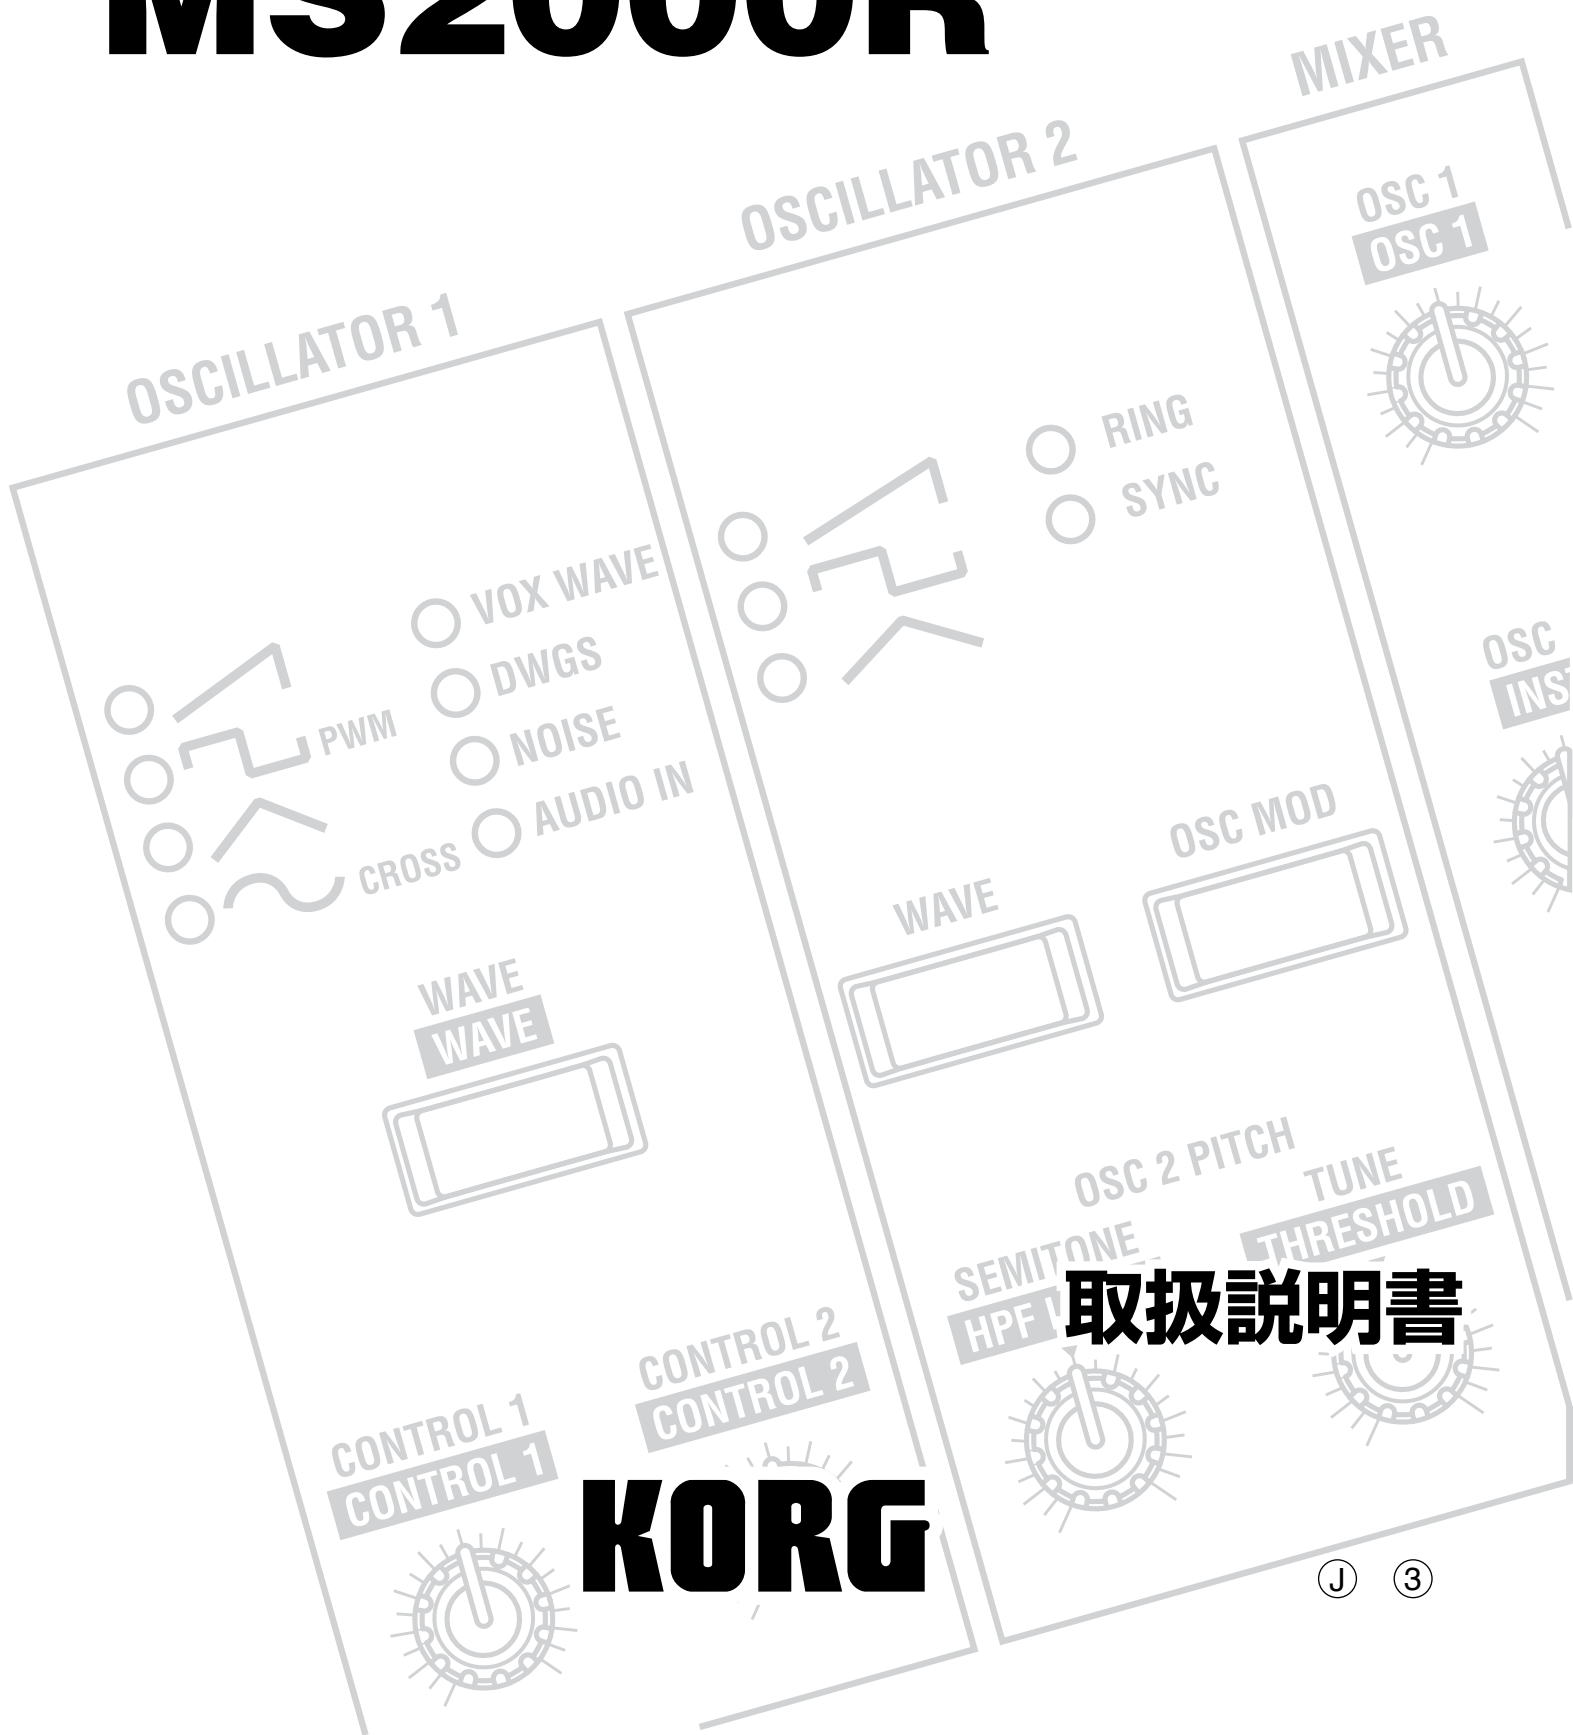 MS2000R
MIXER
OSCILLATOR 2
OSC 1
OSC 1
OSCILLATOR 1
RING
SYNC
VOX WAVE
DWGS
NOISE
AUDIO IN
PWM
CROSS
OSC
INS
OSC MOD
WAVE
WAVE
WAVE
OSC 2 PITCH
TUNE
THRESHOLD
SEMITONE
HPF
取扱説明書
CONTROL 2
CONTROL 2
CONTROL 1
CONTROL 1
KORG
J 3